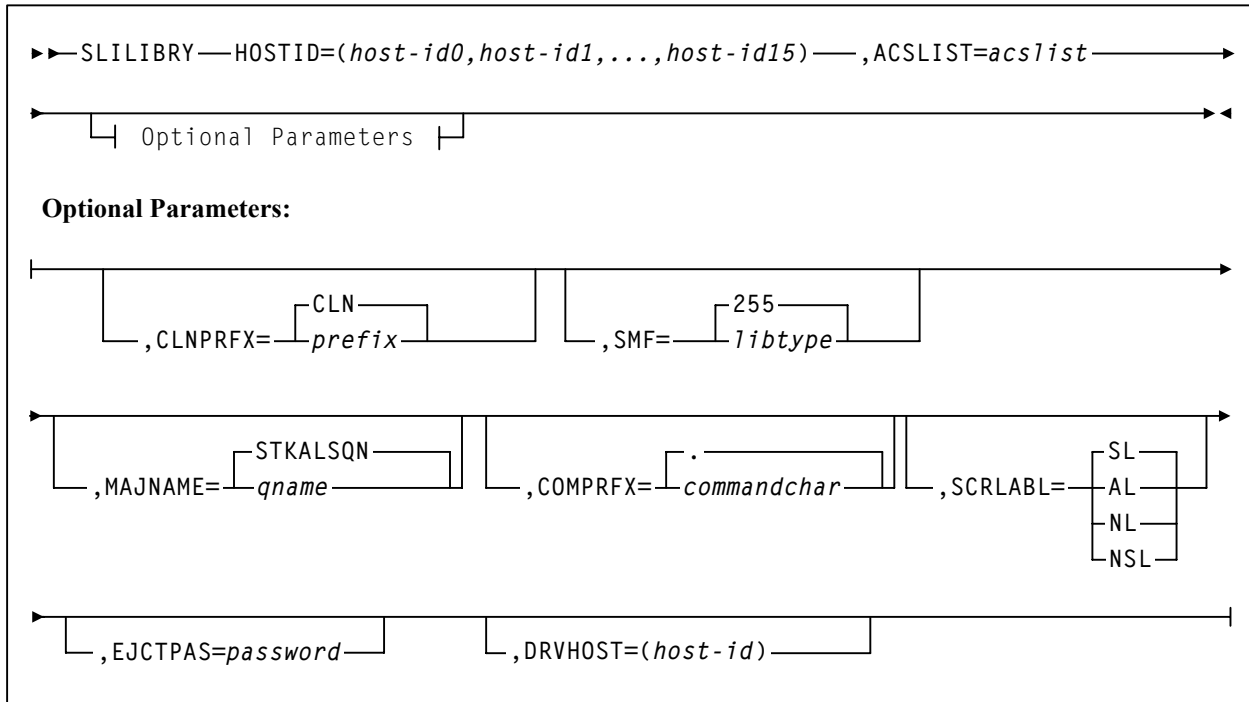 SLILIBRY HOSTID=(host-id0,host-id1,...,host-id15) ,ACSLIST=acslist
Optional Parameters
Optional Parameters:
CLN 255
,CLNPRFX= prefix ,SMF= libtype
STKALSQN . SL
,MAJNAME= qname ,COMPRFX= commandchar ,SCRLABL= AL
NL
NSL
,EJCTPAS=password ,DRVHOST=(host-id)